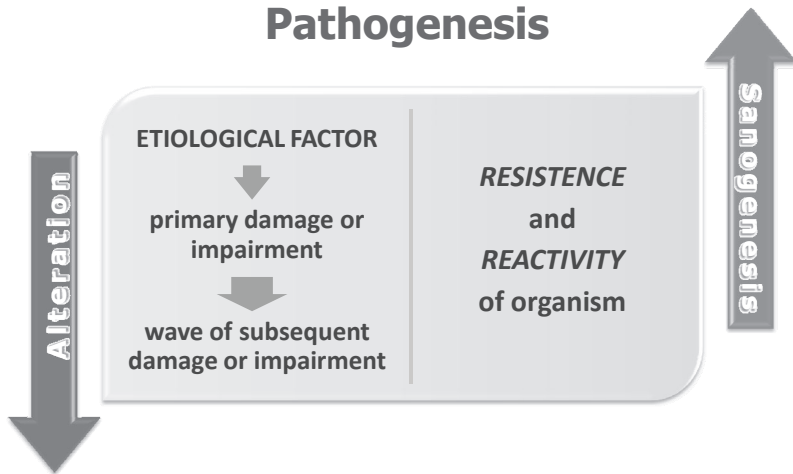 Pathogenesis
Alteration
ETIOLOGICAL FACTOR
primary damage or
impairment
wave of subsequent
damage or impairment
RESISTENCE
and
REACTIVITY
of organism
Sanogenesis